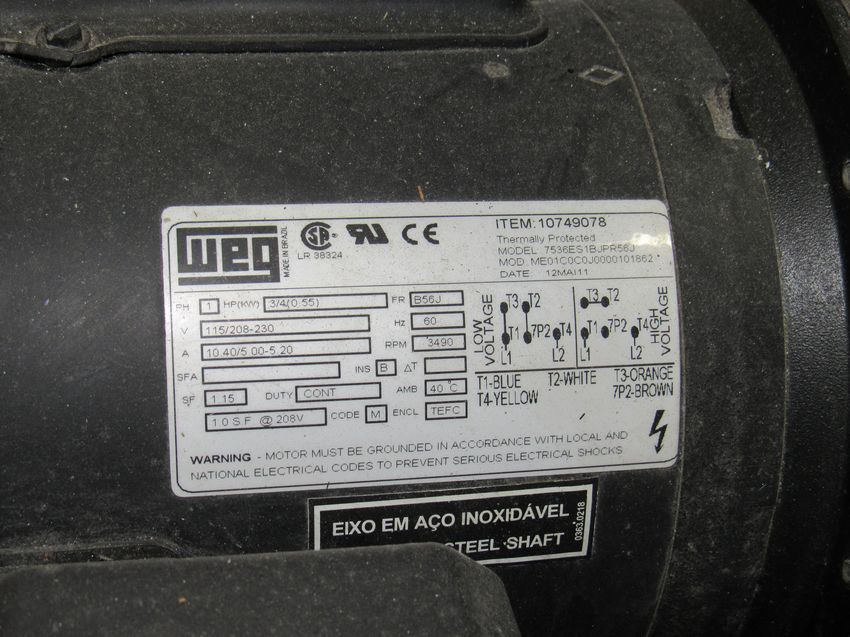 weg
MADE IN BRAZIL
SA
LR 38324
CE
ITEM:10749078
Thermally Protected
MODEL 7536ES1BJPR56J
MOD. ME01C0C0J0000101862
DATE 12MAI11
PH 1 HP(KW) 3/4(0.55) FR B56J
V 115/208-230 Hz 60
A 10.40/5.00-5.20 RPM 3490
SFA INS B ΔT
SF 1.15 DUTY CONT AMB 40°C
1.0 S.F. @ 208V CODE M ENCL TEFC
LOW VOLTAGE
T3 T2
T1 7P2 T4
L1 L2
T3 T2
T1 7P2 T4
L1 L2
HIGH VOLTAGE
T1-BLUE T2-WHITE T3-ORANGE
T4-YELLOW 7P2-BROWN
WARNING - MOTOR MUST BE GROUNDED IN ACCORDANCE WITH LOCAL AND
NATIONAL ELECTRICAL CODES TO PREVENT SERIOUS ELECTRICAL SHOCKS
EIXO EM AÇO INOXIDÁVEL
STEEL SHAFT
0363.0218